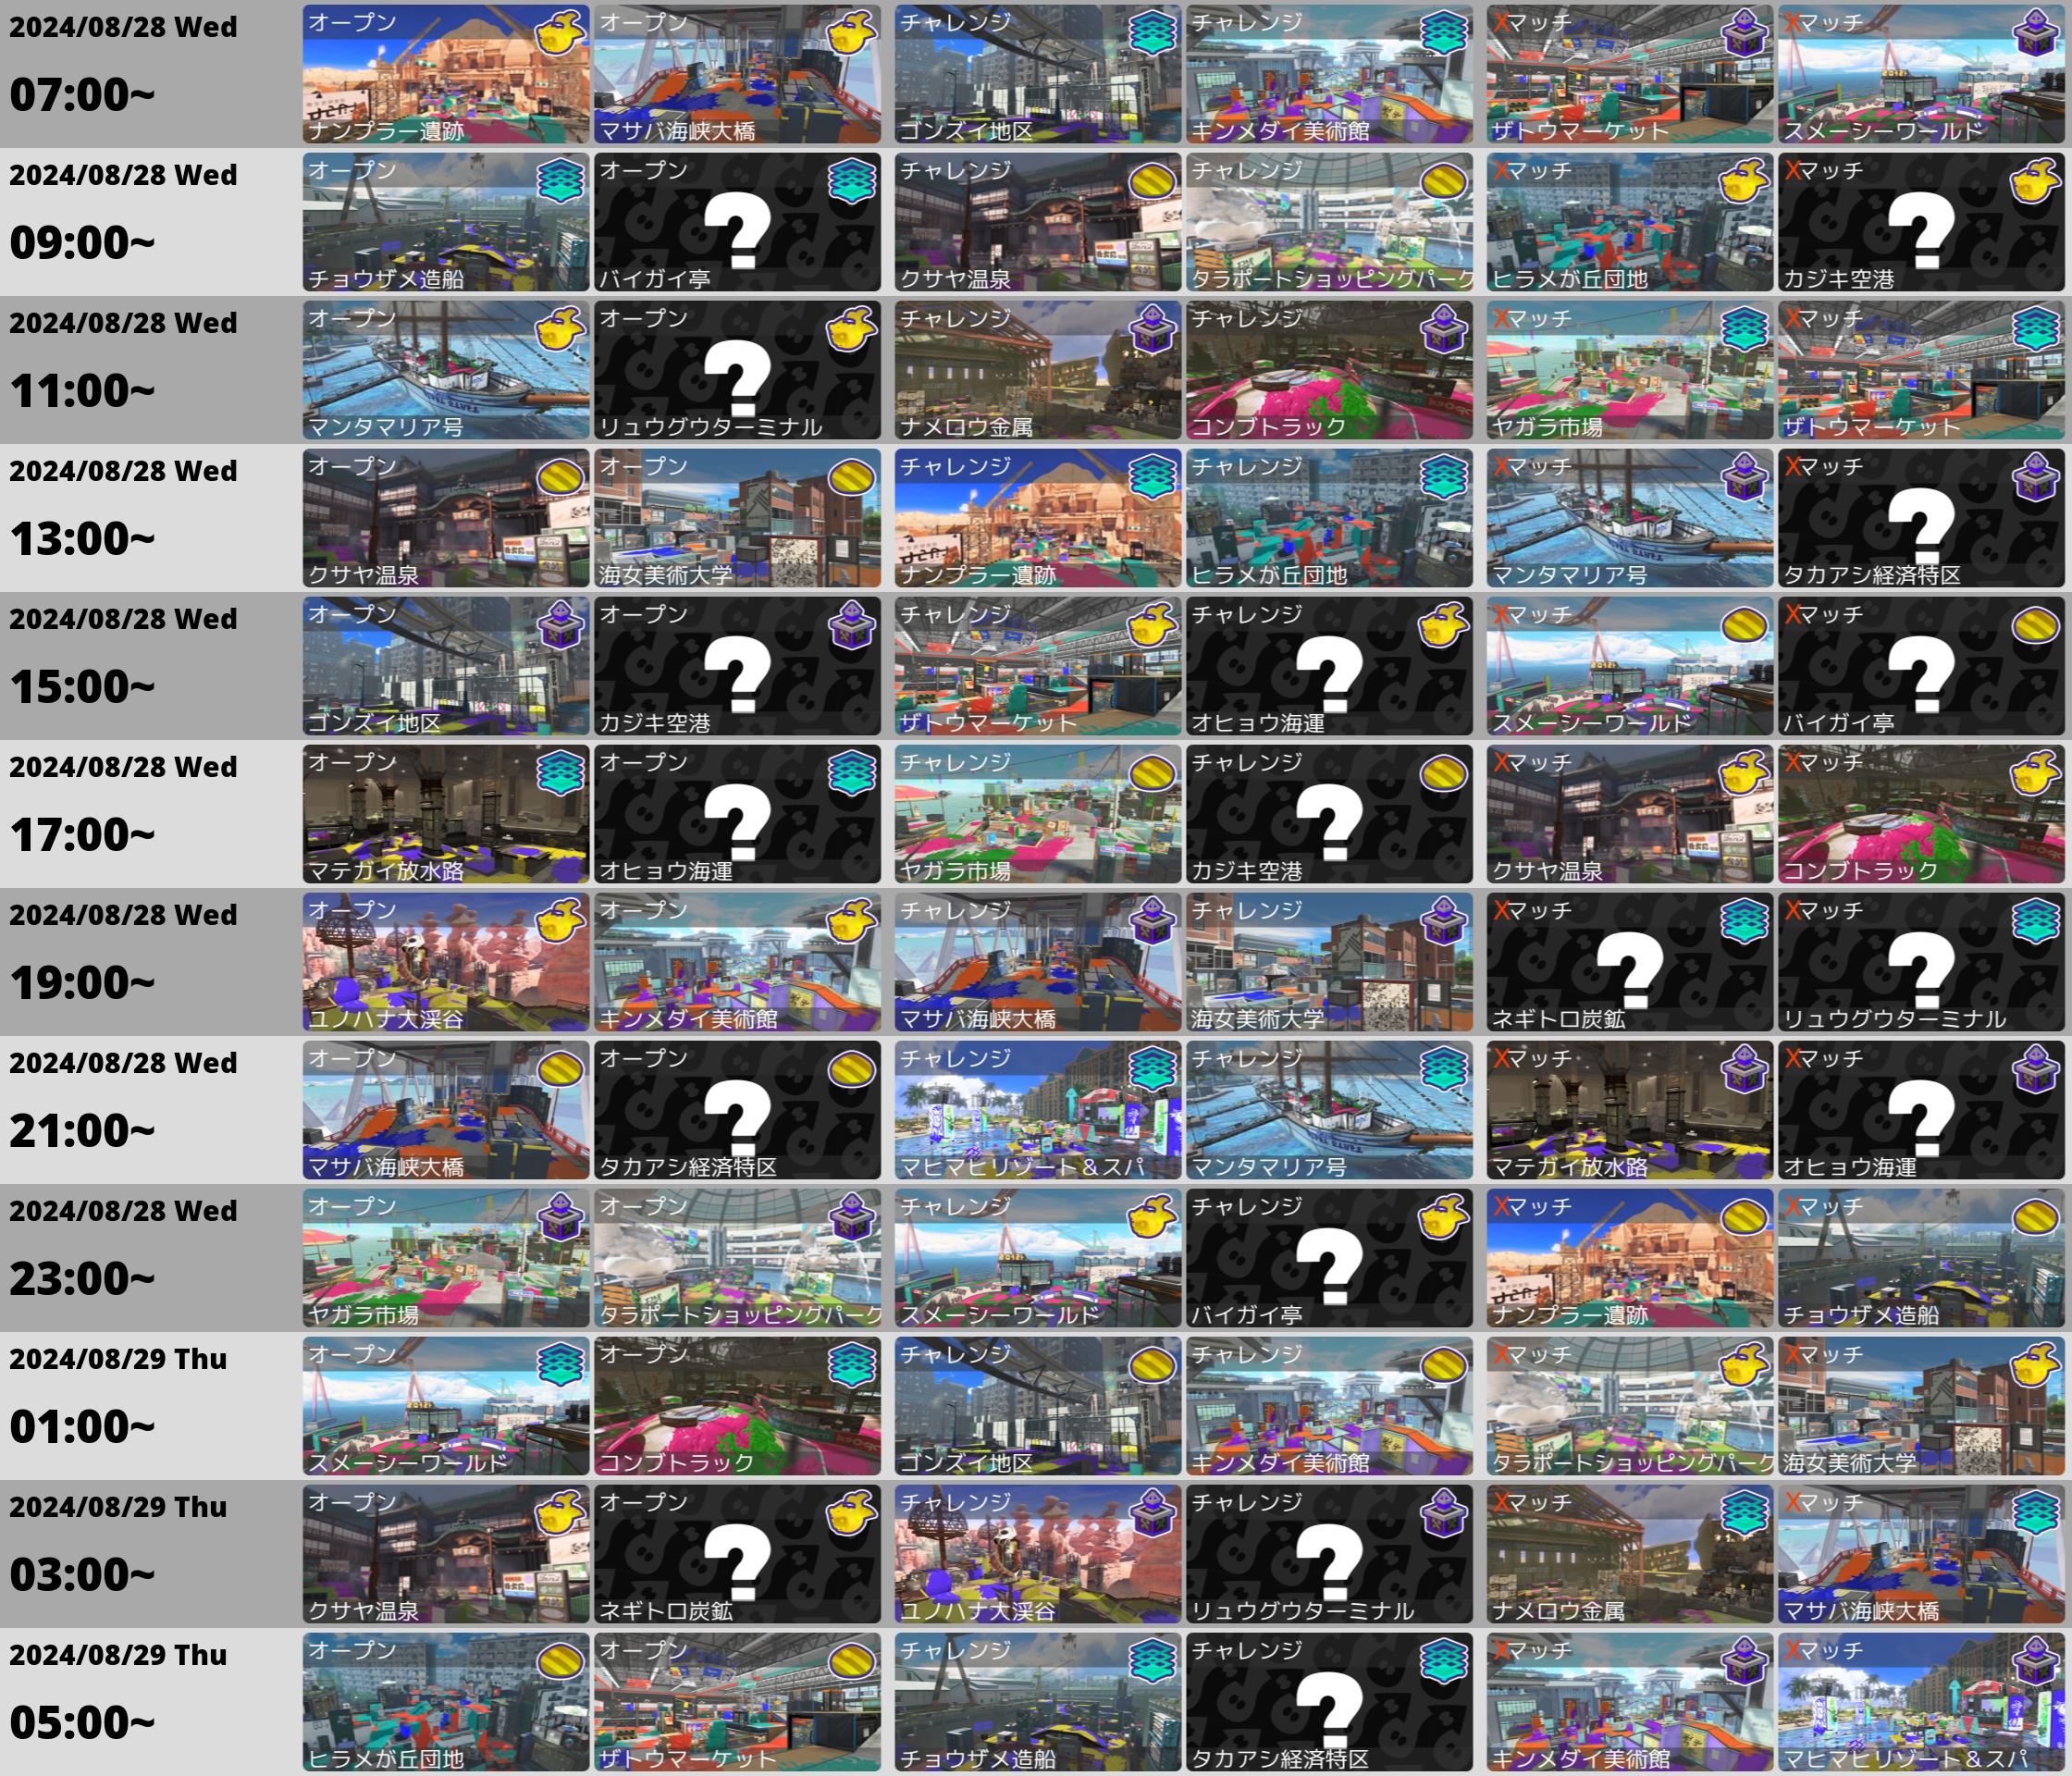 2024/08/28 Wed
07:00~
オープン オープン チャレンジ チャレンジ Xマッチ Xマッチ
ナンプラー遺跡 マサバ海峡大橋 ゴンズイ地区 キンメダイ美術館 ザトウマーケット スメーシーワールド
2024/08/28 Wed
09:00~
オープン オープン チャレンジ チャレンジ Xマッチ Xマッチ
チョウザメ造船 バイガイ亭 クサヤ温泉 タラポートショッピングパーク ヒラメが丘団地 カジキ空港
2024/08/28 Wed
11:00~
オープン オープン チャレンジ チャレンジ Xマッチ Xマッチ
マンタマリア号 リュウグウターミナル ナメロウ金属 コンブトラック ヤガラ市場 ザトウマーケット
2024/08/28 Wed
13:00~
オープン オープン チャレンジ チャレンジ Xマッチ Xマッチ
クサヤ温泉 海女美術大学 ナンプラー遺跡 ヒラメが丘団地 マンタマリア号 タカアシ経済特区
2024/08/28 Wed
15:00~
オープン オープン チャレンジ チャレンジ Xマッチ Xマッチ
ゴンズイ地区 カジキ空港 ザトウマーケット オヒョウ海運 スメーシーワールド バイガイ亭
2024/08/28 Wed
17:00~
オープン オープン チャレンジ チャレンジ Xマッチ Xマッチ
マテガイ放水路 オヒョウ海運 ヤガラ市場 カジキ空港 クサヤ温泉 コンブトラック
2024/08/28 Wed
19:00~
オープン オープン チャレンジ チャレンジ Xマッチ Xマッチ
ユノハナ大渓谷 キンメダイ美術館 マサバ海峡大橋 海女美術大学 ネギトロ炭鉱 リュウグウターミナル
2024/08/28 Wed
21:00~
オープン オープン チャレンジ チャレンジ Xマッチ Xマッチ
マサバ海峡大橋 タカアシ経済特区 マヒマヒリゾート&スパ マンタマリア号 マテガイ放水路 オヒョウ海運
2024/08/28 Wed
23:00~
オープン オープン チャレンジ チャレンジ Xマッチ Xマッチ
ヤガラ市場 タラポートショッピングパーク スメーシーワールド バイガイ亭 ナンプラー遺跡 チョウザメ造船
2024/08/29 Thu
01:00~
オープン オープン チャレンジ チャレンジ Xマッチ Xマッチ
スメーシーワールド コンブトラック ゴンズイ地区 キンメダイ美術館 タラポートショッピングパーク 海女美術大学
2024/08/29 Thu
03:00~
オープン オープン チャレンジ チャレンジ Xマッチ Xマッチ
クサヤ温泉 ネギトロ炭鉱 ユノハナ大渓谷 リュウグウターミナル ナメロウ金属 マサバ海峡大橋
2024/08/29 Thu
05:00~
オープン オープン チャレンジ チャレンジ Xマッチ Xマッチ
ヒラメが丘団地 ザトウマーケット チョウザメ造船 タカアシ経済特区 キンメダイ美術館 マヒマヒリゾート&スパ